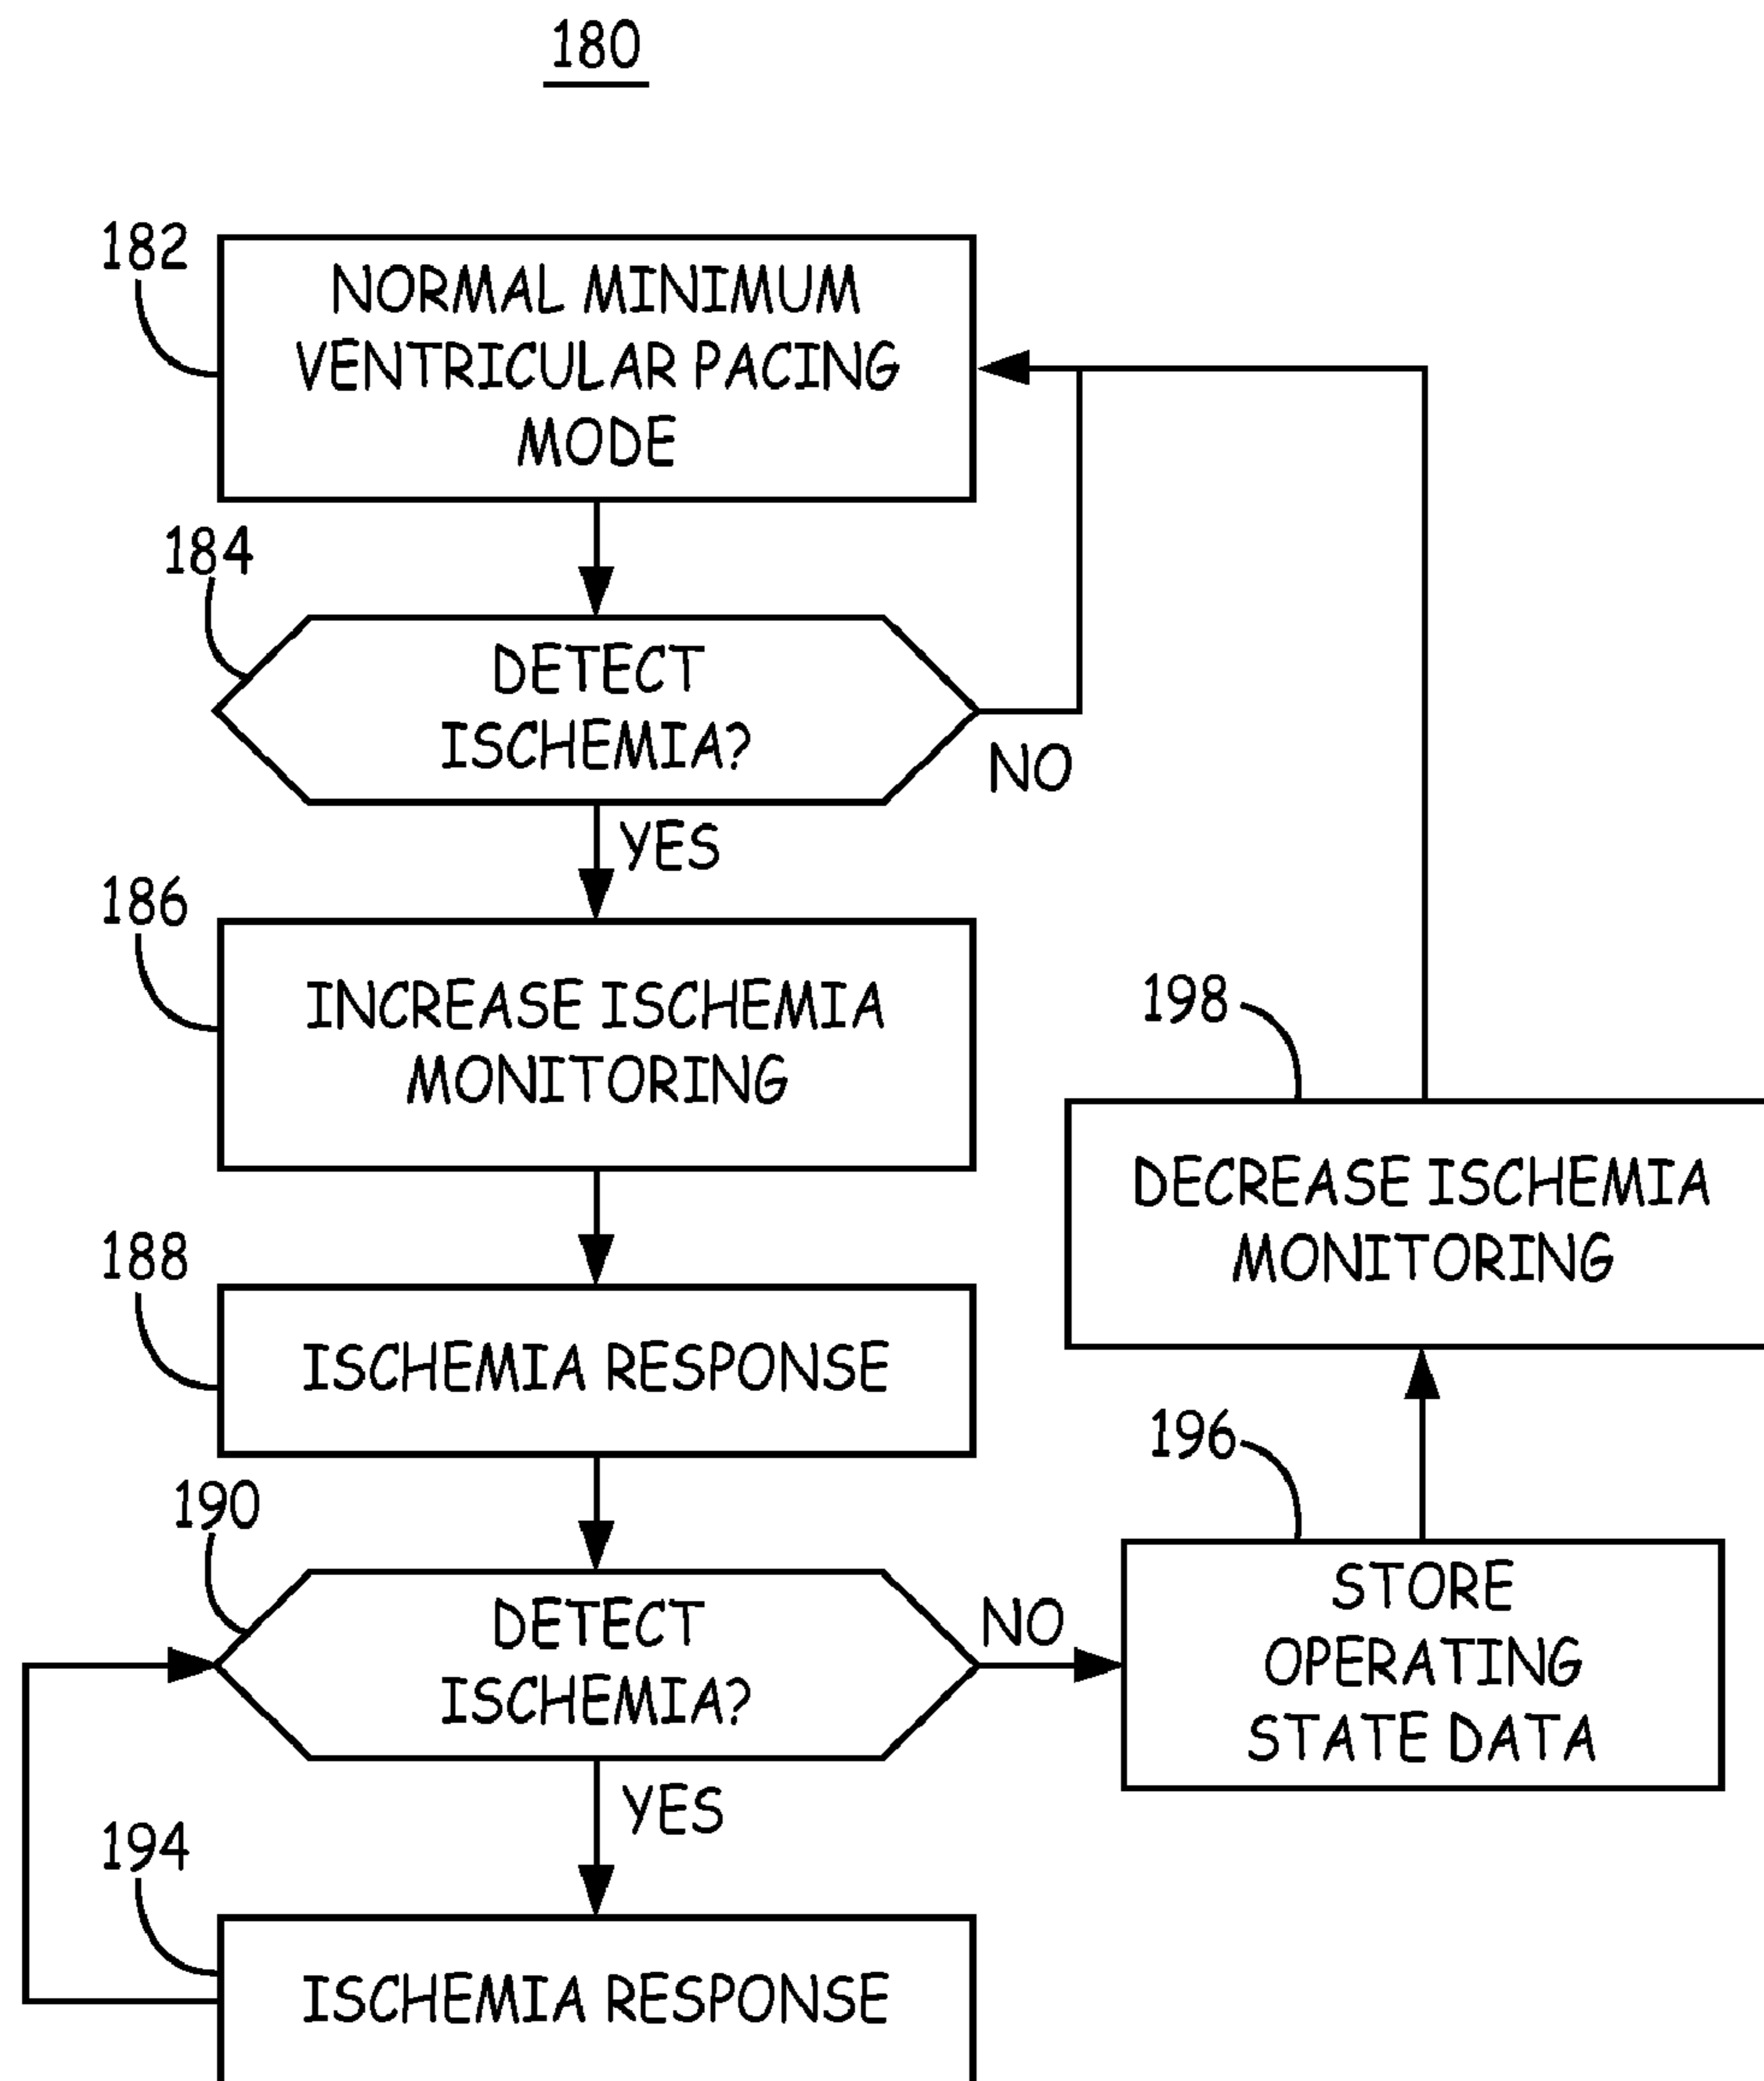 180
182
NORMAL MINIMUM
VENTRICULAR PACING
MODE
184
DETECT
ISCHEMIA?
NO
YES
186
INCREASE ISCHEMIA
MONITORING
198
DECREASE ISCHEMIA
MONITORING
188
ISCHEMIA RESPONSE
196
STORE
OPERATING
STATE DATA
190
DETECT
ISCHEMIA?
NO
YES
194
ISCHEMIA RESPONSE